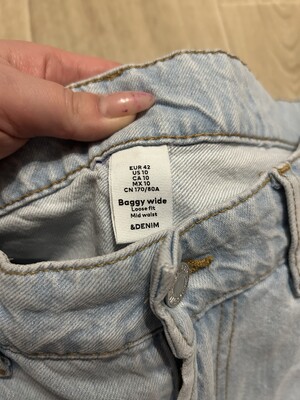 EUR 42
US 10
CA 10
MX 10
CN 170/80A
Baggy wide
Loose fit
Mid waist
&DENIM